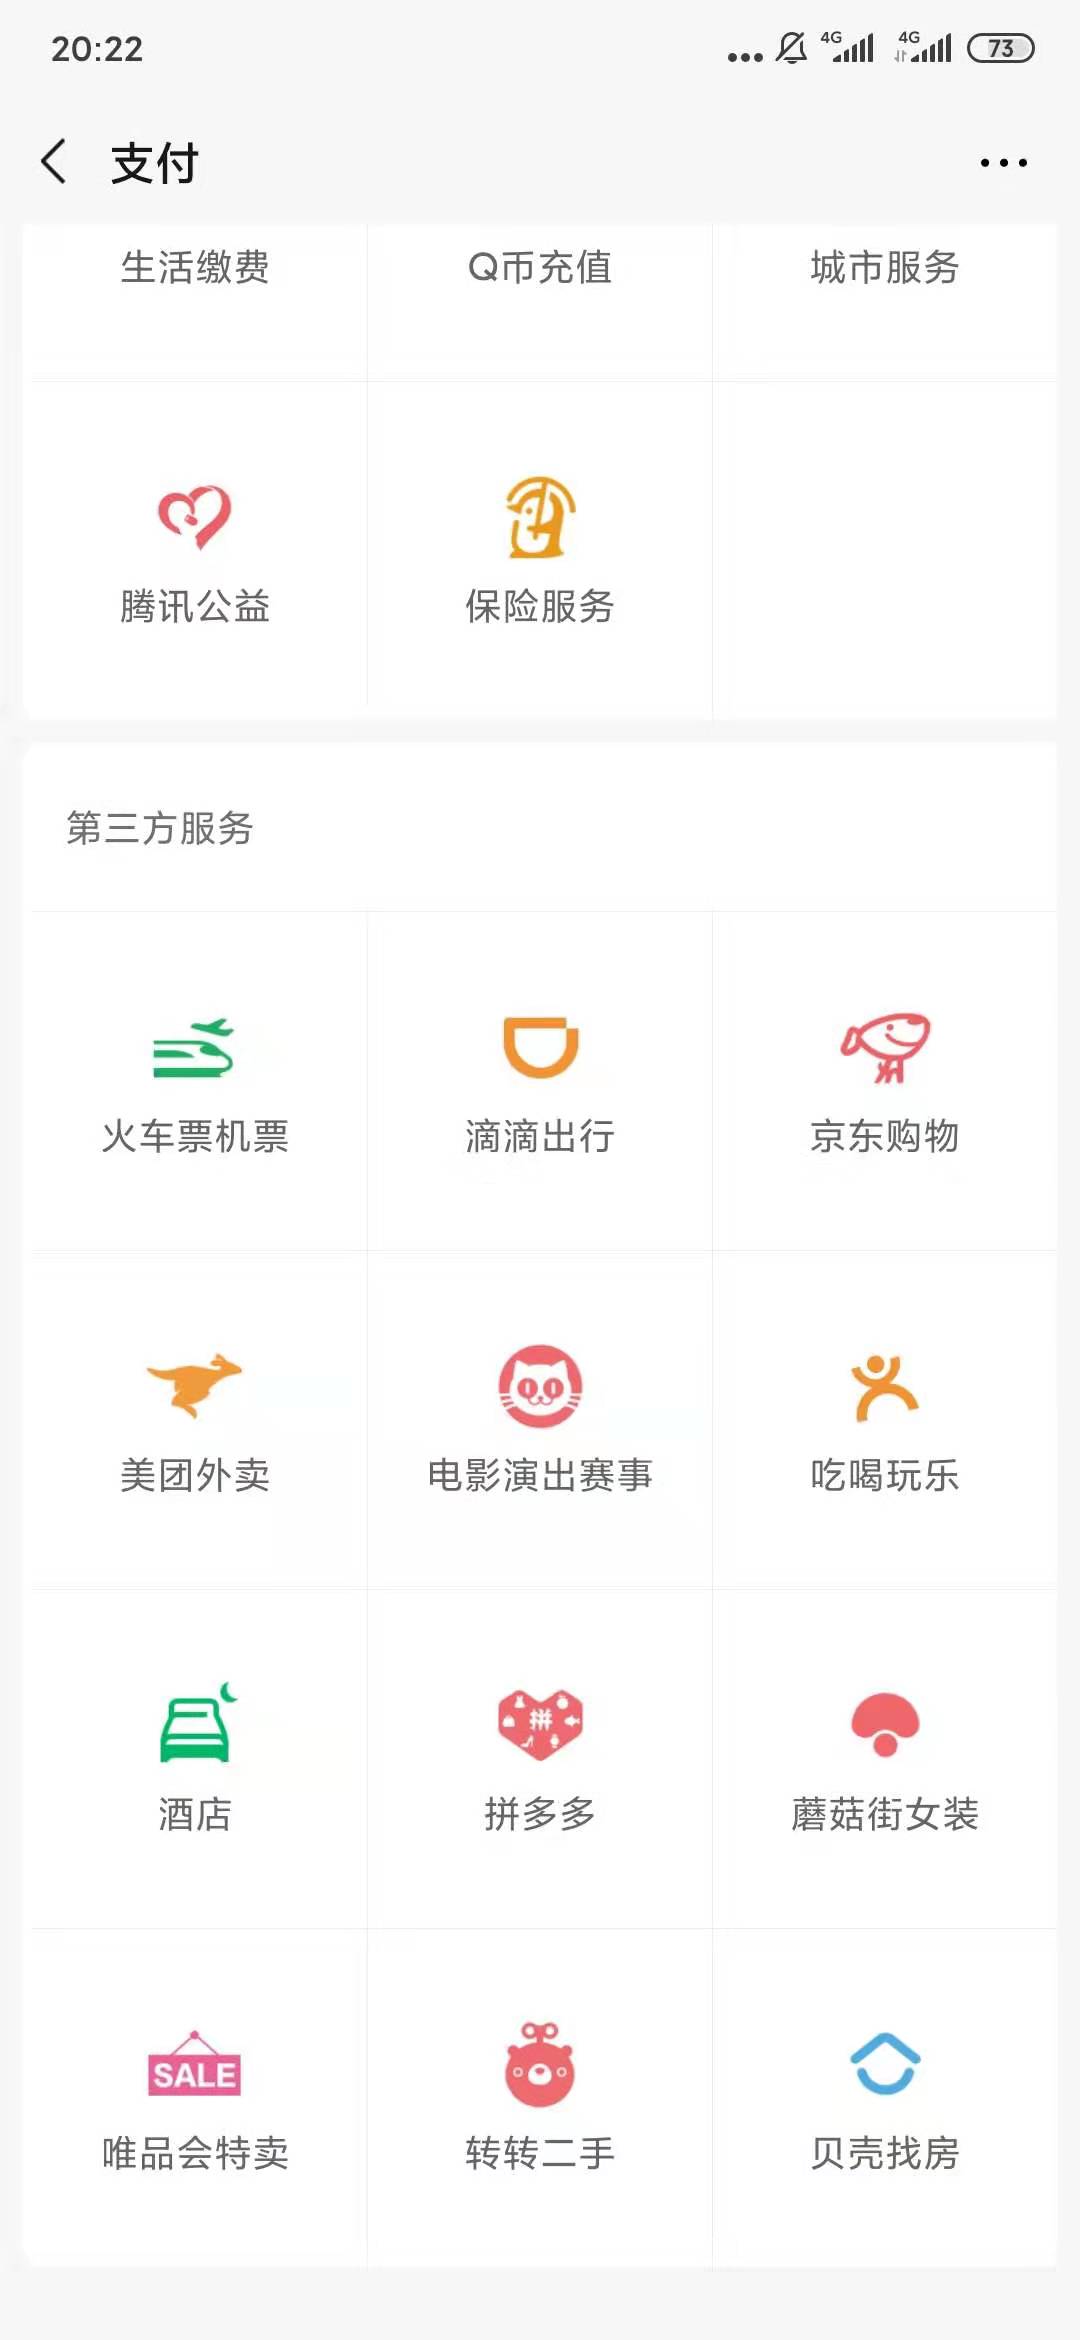 20:22
4G 4G 73
支付
生活缴费 Q币充值 城市服务
腾讯公益 保险服务
第三方服务
火车票机票 滴滴出行 京东购物
美团外卖 电影演出赛事 吃喝玩乐
拼
酒店 拼多多 蘑菇街女装
SALE
唯品会特卖 转转二手 贝壳找房